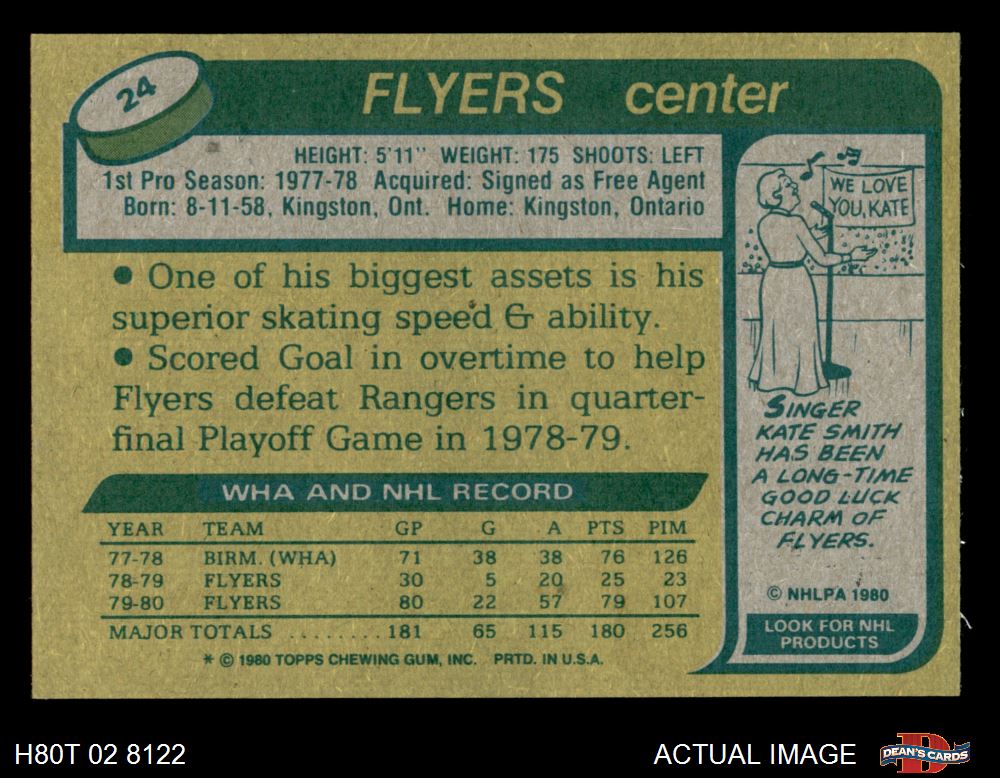 24
FLYERS center
HEIGHT: 5'11" WEIGHT: 175 SHOOTS: LEFT
1st Pro Season: 1977-78 Acquired: Signed as Free Agent
Born: 8-11-58, Kingston, Ont. Home: Kingston, Ontario
• One of his biggest assets is his
superior skating speed & ability.
• Scored Goal in overtime to help
Flyers defeat Rangers in quarter-
final Playoff Game in 1978-79.
WHA AND NHL RECORD
YEAR TEAM GP G A PTS PIM
77-78 BIRM. (WHA) 71 38 38 76 126
78-79 FLYERS 30 5 20 25 23
79-80 FLYERS 80 22 57 79 107
MAJOR TOTALS ........ 181 65 115 180 256
* © 1980 TOPPS CHEWING GUM, INC. PRTD. IN U.S.A.
WE LOVE
YOU, KATE
SINGER
KATE SMITH
HAS BEEN
A LONG-TIME
GOOD LUCK
CHARM OF
FLYERS.
© NHLPA 1980
LOOK FOR NHL
PRODUCTS
H80T 02 8122
ACTUAL IMAGE
D
DEAN'S CARDS